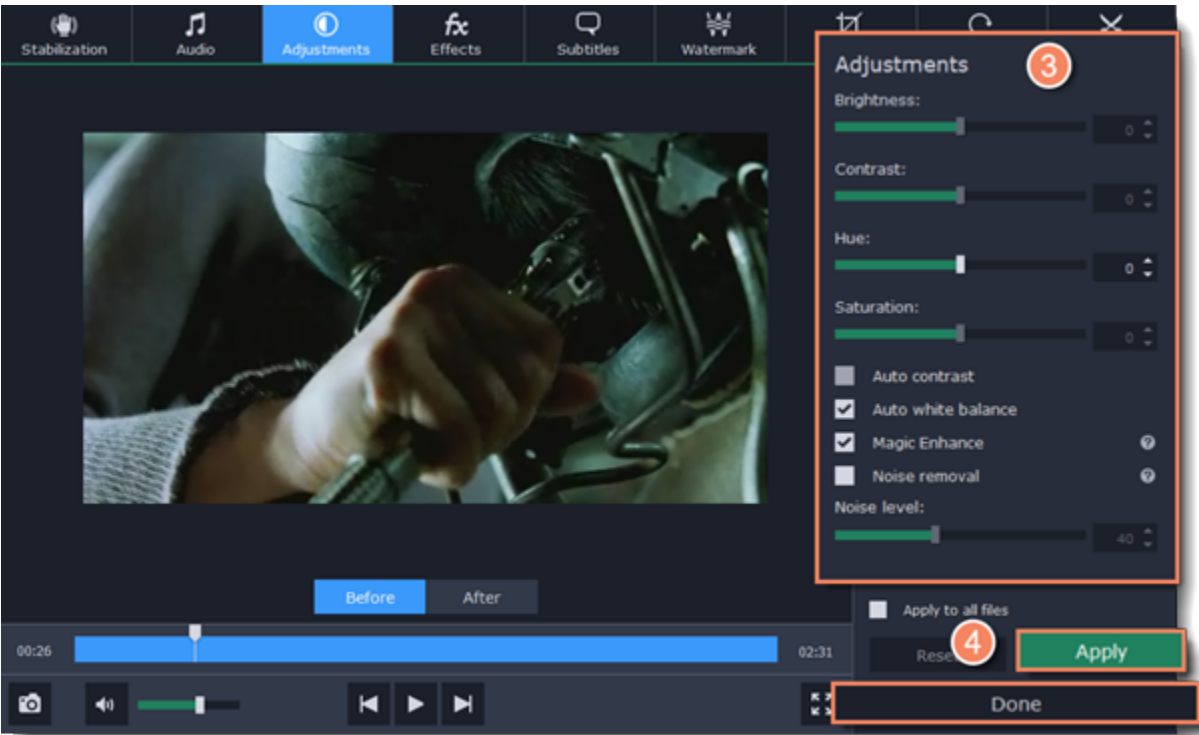 Stabilization
Audio
Adjustments
fx
Effects
Subtitles
Watermark
Adjustments
3
Brightness:
0
Contrast:
0
Hue:
0
Saturation:
0
Auto contrast
Auto white balance
Magic Enhance ?
Noise removal ?
Noise level:
40
Before After
Apply to all files
00:26
02:31
4
Apply
Done